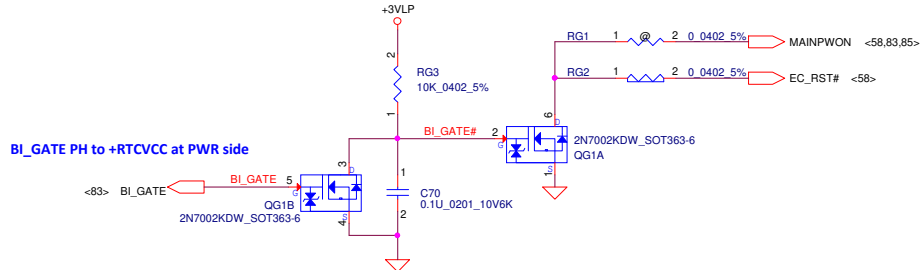 +3VLP
RG1 1 @ 2 0_0402_5% MAINPWON <58,83,85>
2
RG3
10K_0402_5%
1
RG2 1 2 0_0402_5% EC_RST# <58>
6
D
BI_GATE# 2
G
2N7002KDW_SOT363-6
QG1A
S
1
BI_GATE PH to +RTCVCC at PWR side
3
D
<83> BI_GATE BI_GATE 5
G
QG1B
2N7002KDW_SOT363-6
S
4
1
C70
0.1U_0201_10V6K
2